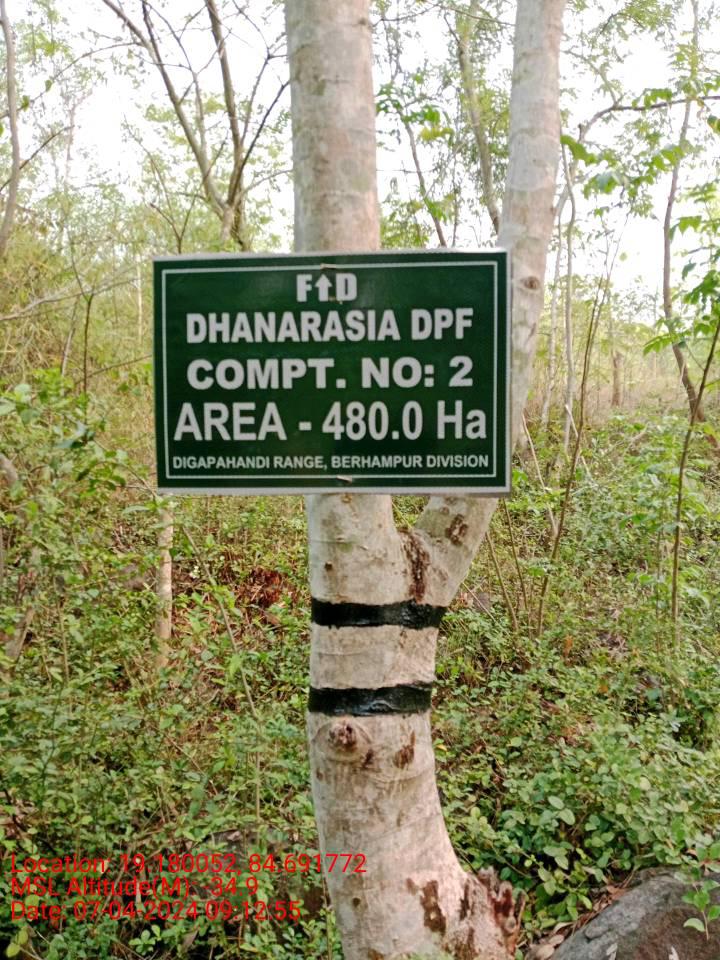 F↑D
DHANARASIA DPF
COMPT. NO: 2
AREA - 480.0 Ha
DIGAPAHANDI RANGE, BERHAMPUR DIVISION
Location: 19.180052, 84.691772
MSL Altitude(M): -34.9
Date: 07-04-2024 09:12:55